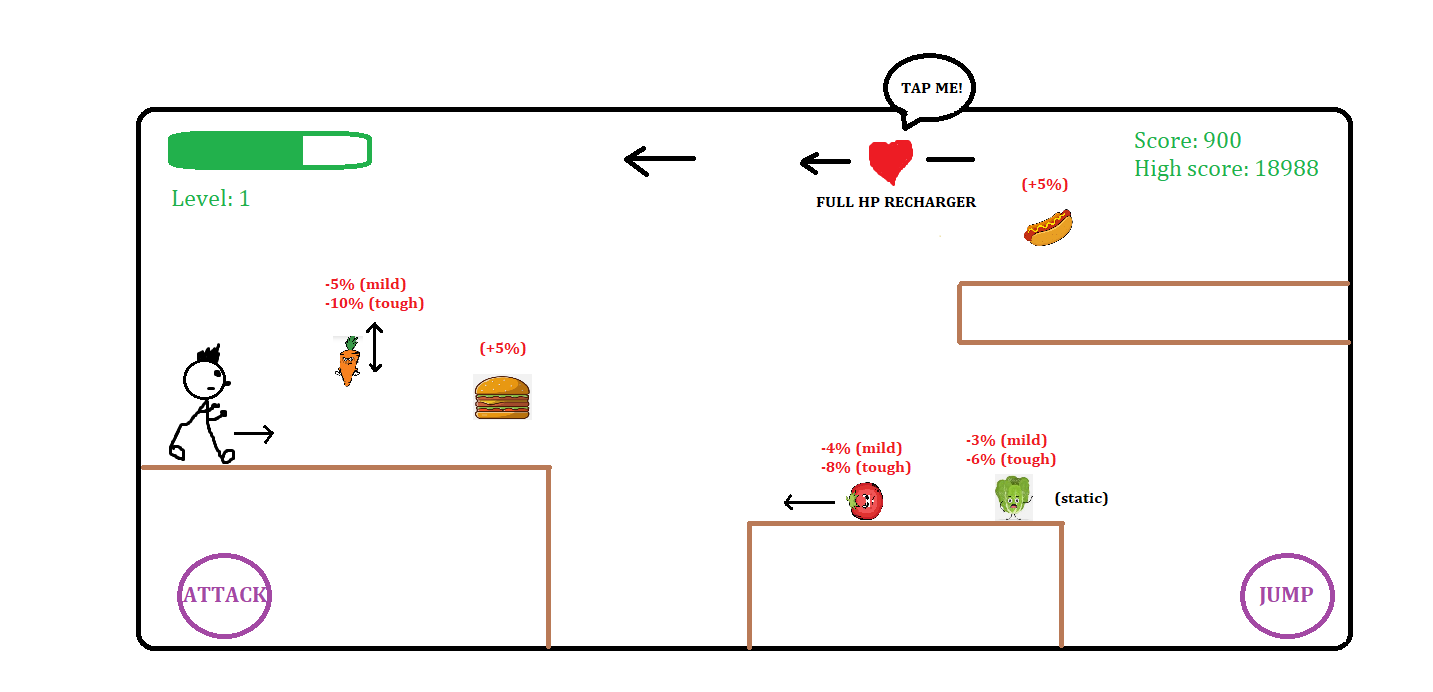 TAP ME!
Score: 900
High score: 18988
Level: 1
FULL HP RECHARGER
(+5%)
-5% (mild)
-10% (tough)
(+5%)
-4% (mild)
-8% (tough)
-3% (mild)
-6% (tough)
(static)
ATTACK
JUMP